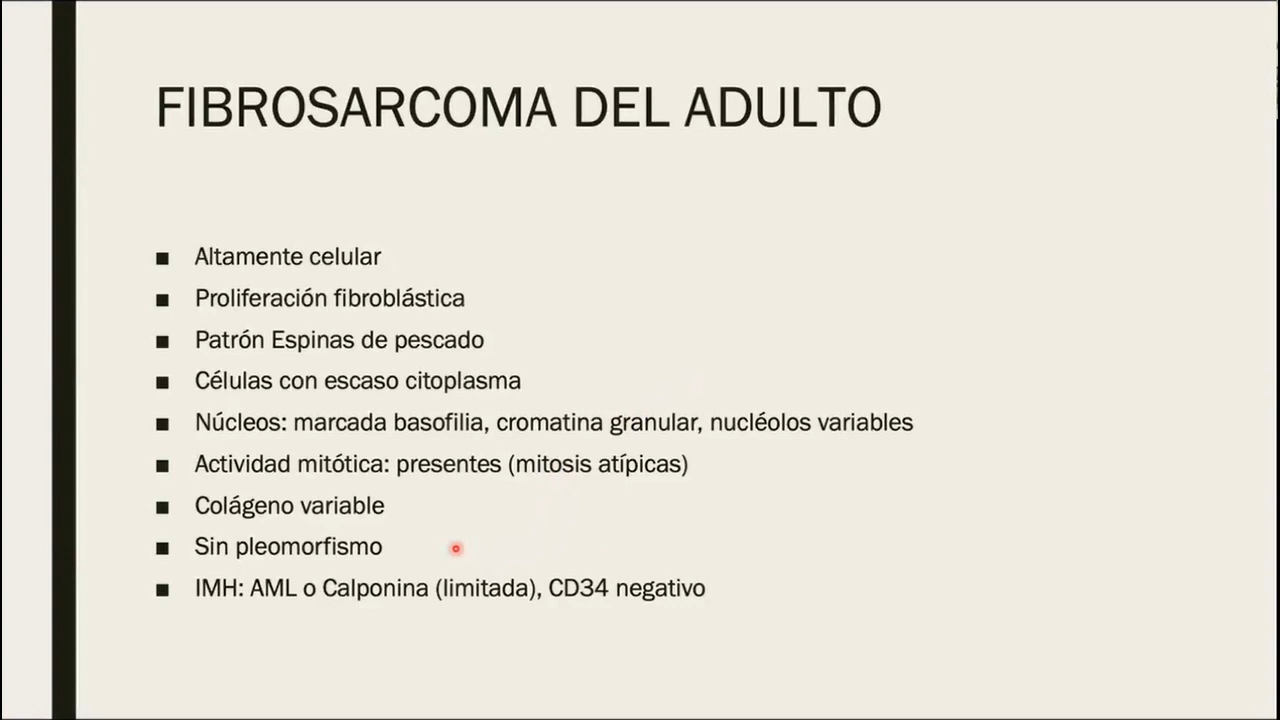 FIBROSARCOMA DEL ADULTO
■ Altamente celular
■ Proliferación fibroblástica
■ Patrón Espinas de pescado
■ Células con escaso citoplasma
■ Núcleos: marcada basofilia, cromatina granular, nucléolos variables
■ Actividad mitótica: presentes (mitosis atípicas)
■ Colágeno variable
■ Sin pleomorfismo
■ IMH: AML o Calponina (limitada), CD34 negativo